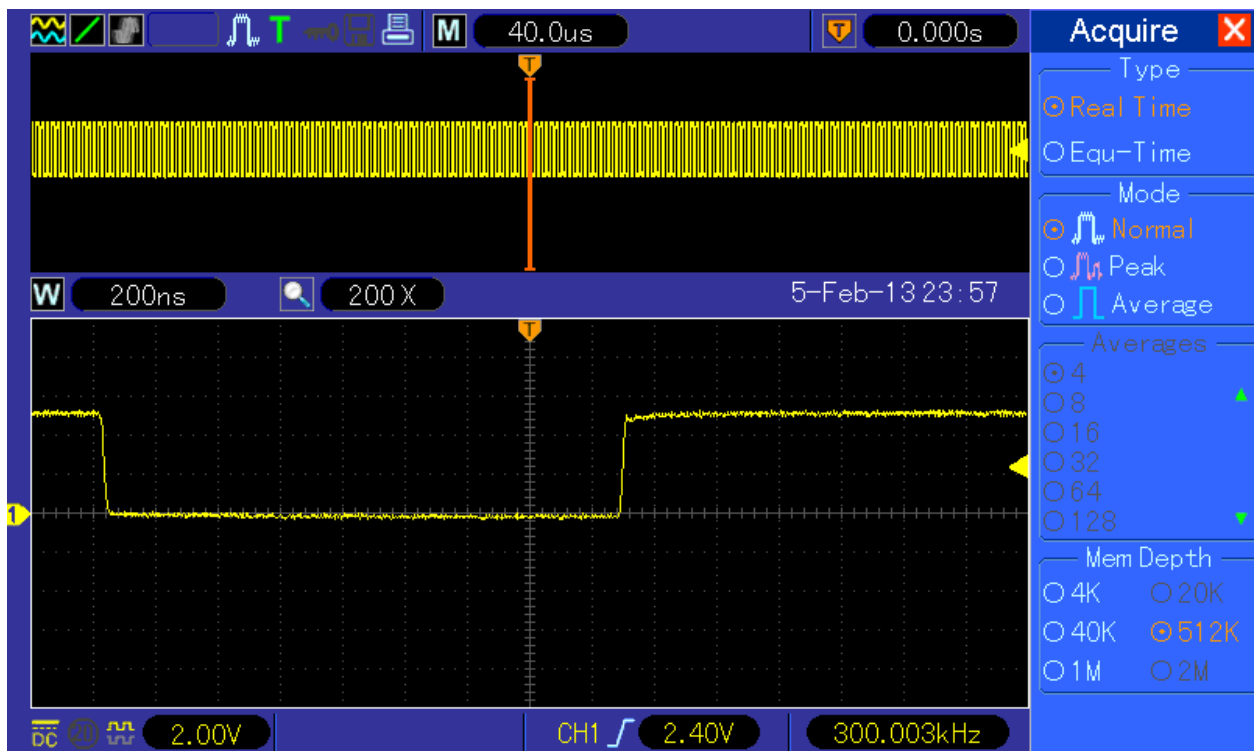 T M 40.0us T 0.000s
T
W 200ns 200 X 5-Feb-13 23:57
T
1
DC 2.00V CH1 2.40V 300.003kHz
Acquire X
Type
Real Time
Equ-Time
Mode
Normal
Peak
Average
Averages
4
8
16
32
64
128
Mem Depth
4K 20K
40K 512K
1M 2M